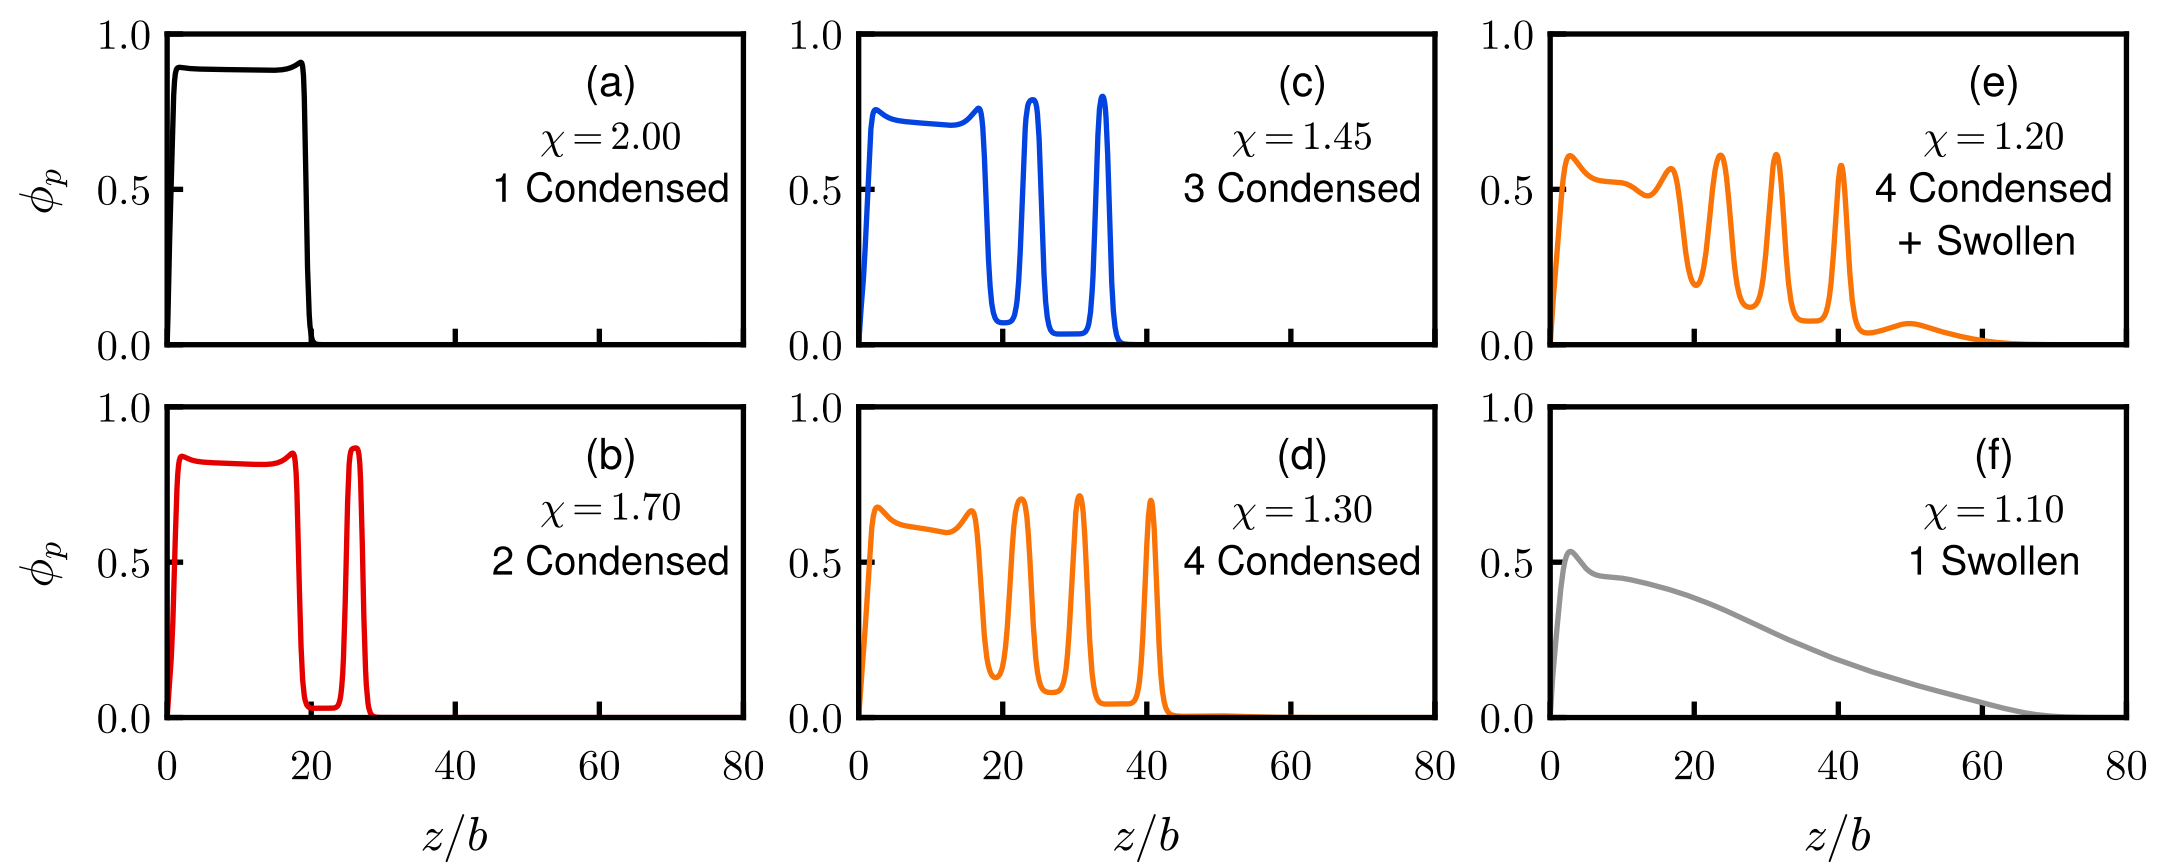 1.0
0.5
0.0
ϕp
(a)
χ = 2.00
1 Condensed
1.0
0.5
0.0
(c)
χ = 1.45
3 Condensed
1.0
0.5
0.0
(e)
χ = 1.20
4 Condensed
+ Swollen
1.0
0.5
0.0
ϕp
(b)
χ = 1.70
2 Condensed
0 20 40 60 80
z/b
1.0
0.5
0.0
(d)
χ = 1.30
4 Condensed
0 20 40 60 80
z/b
1.0
0.5
0.0
(f)
χ = 1.10
1 Swollen
0 20 40 60 80
z/b